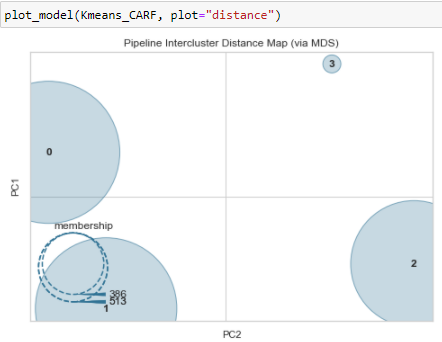 plot_model(Kmeans_CARF, plot="distance")
Pipeline Intercluster Distance Map (via MDS)
3
0
PC1
membership
2
386
513
1
PC2